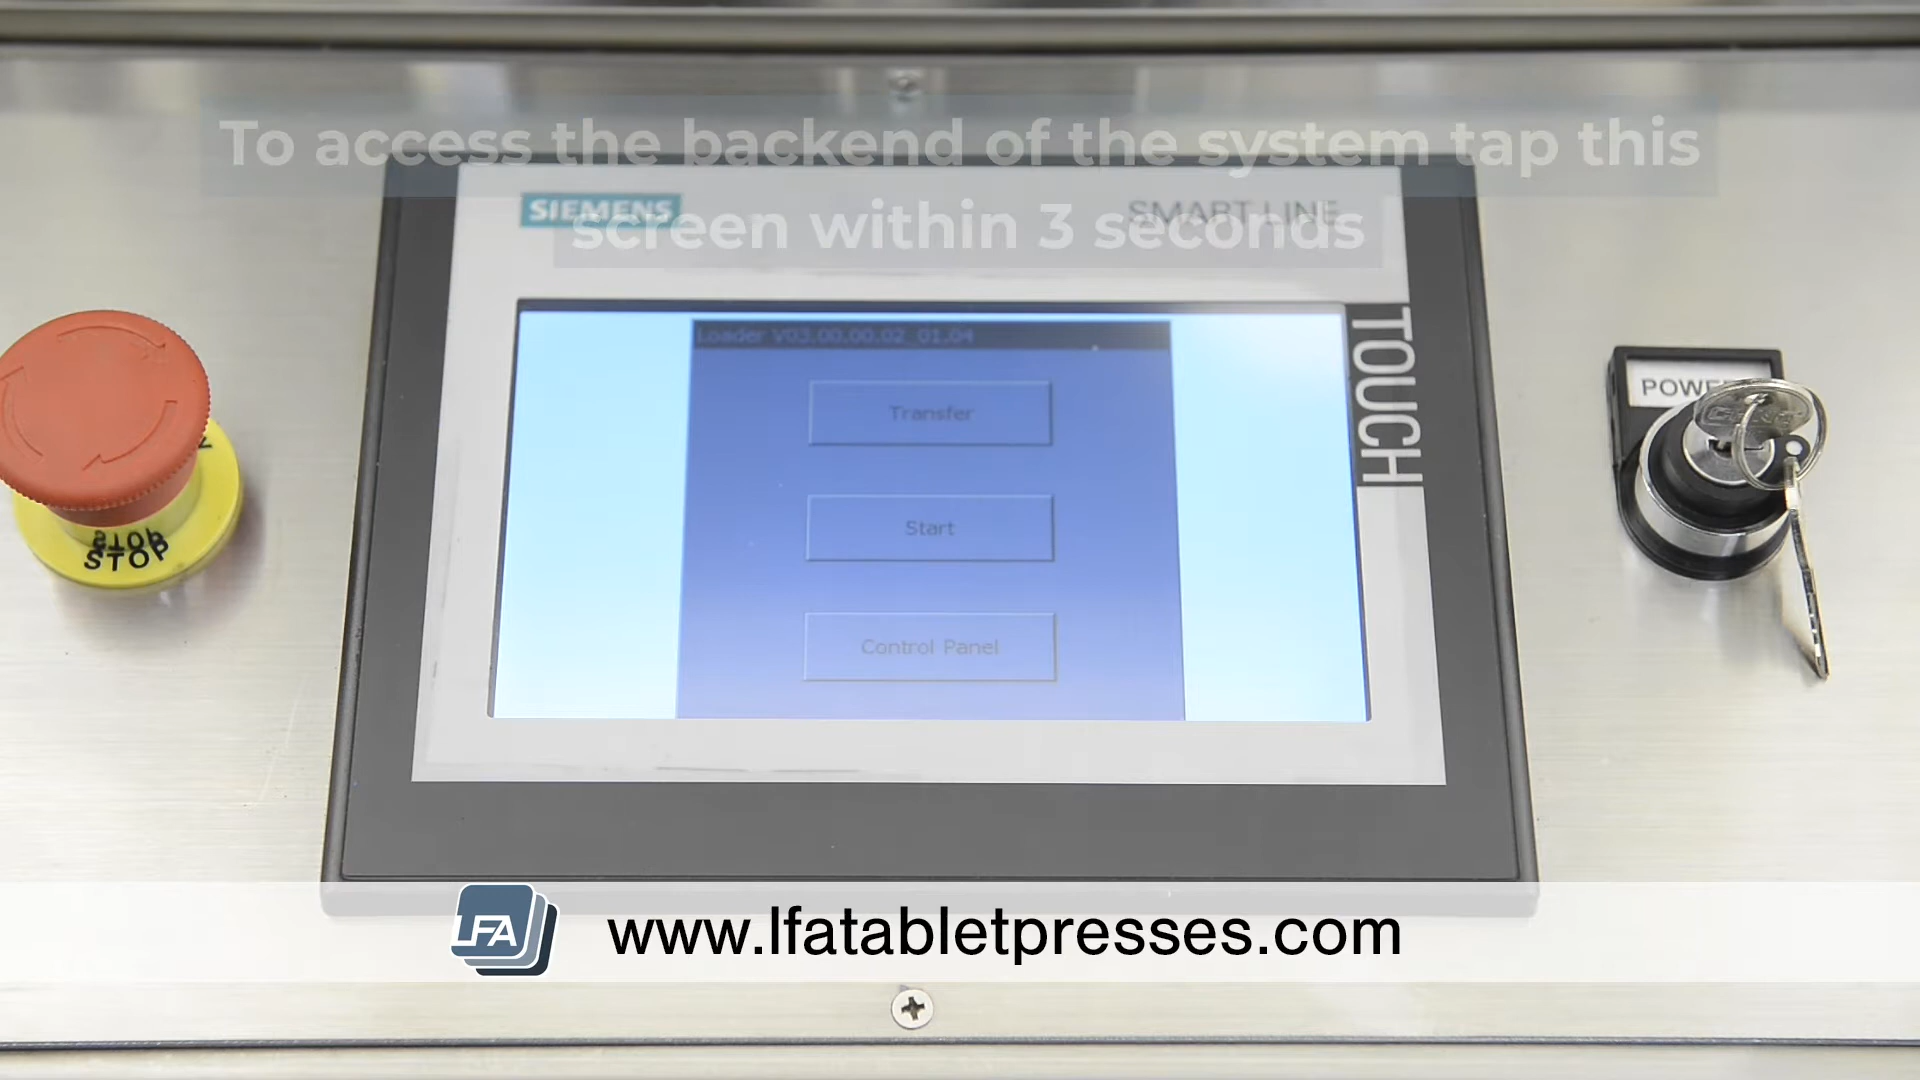 To access the backend of the system tap this
screen within 3 seconds
SIEMENS
SMART LINE
TOUCH
Loader V03.00.00.02_01.04
Transfer
Start
Control Panel
STOP
POWER
LFA
www.lfatabletpresses.com